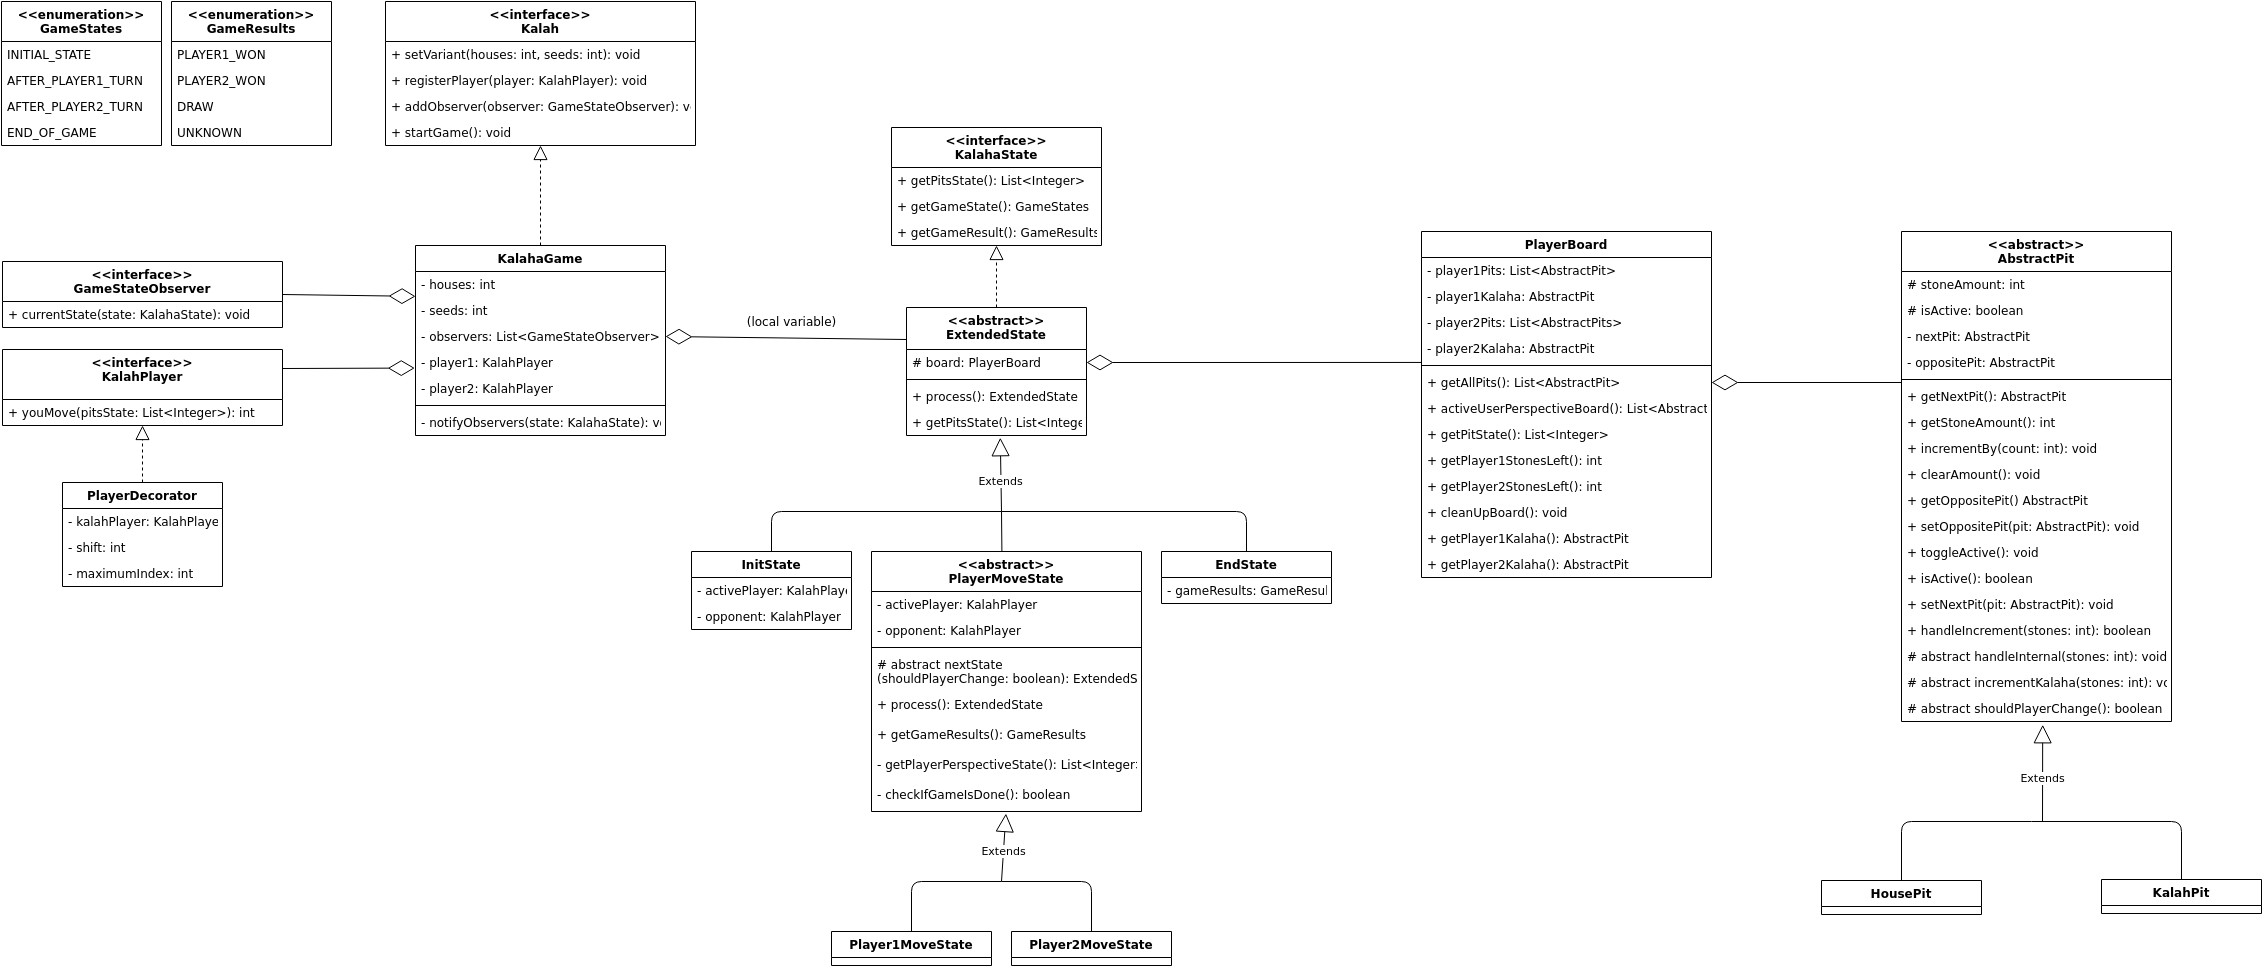 <<enumeration>>
GameStates
INITIAL_STATE
AFTER_PLAYER1_TURN
AFTER_PLAYER2_TURN
END_OF_GAME
<<enumeration>>
GameResults
PLAYER1_WON
PLAYER2_WON
DRAW
UNKNOWN
<<interface>>
Kalah
+ setVariant(houses: int, seeds: int): void
+ registerPlayer(player: KalahPlayer): void
+ addObserver(observer: GameStateObserver): v
+ startGame(): void
<<interface>>
KalahaState
+ getPitsState(): List<Integer>
+ getGameState(): GameStates
+ getGameResult(): GameResults
<<interface>>
GameStateObserver
+ currentState(state: KalahaState): void
<<interface>>
KalahPlayer
+ youMove(pitsState: List<Integer>): int
PlayerDecorator
- kalahPlayer: KalahPlaye
- shift: int
- maximumIndex: int
KalahaGame
- houses: int
- seeds: int
- observers: List<GameStateObserver>
- player1: KalahPlayer
- player2: KalahPlayer
- notifyObservers(state: KalahaState): v
(local variable)
<<abstract>>
ExtendedState
# board: PlayerBoard
+ process(): ExtendedState
+ getPitsState(): List<Intege
Extends
InitState
- activePlayer: KalahPlaye
- opponent: KalahPlayer
<<abstract>>
PlayerMoveState
- activePlayer: KalahPlayer
- opponent: KalahPlayer
# abstract nextState
(shouldPlayerChange: boolean): ExtendedS
+ process(): ExtendedState
+ getGameResults(): GameResults
- getPlayerPerspectiveState(): List<Integer>
- checkIfGameIsDone(): boolean
EndState
- gameResults: GameResul
Extends
Player1MoveState
Player2MoveState
PlayerBoard
- player1Pits: List<AbstractPit>
- player1Kalaha: AbstractPit
- player2Pits: List<AbstractPits>
- player2Kalaha: AbstractPit
+ getAllPits(): List<AbstractPit>
+ activeUserPerspectiveBoard(): List<Abstract
+ getPitState(): List<Integer>
+ getPlayer1StonesLeft(): int
+ getPlayer2StonesLeft(): int
+ cleanUpBoard(): void
+ getPlayer1Kalaha(): AbstractPit
+ getPlayer2Kalaha(): AbstractPit
<<abstract>>
AbstractPit
# stoneAmount: int
# isActive: boolean
- nextPit: AbstractPit
- oppositePit: AbstractPit
+ getNextPit(): AbstractPit
+ getStoneAmount(): int
+ incrementBy(count: int): void
+ clearAmount(): void
+ getOppositePit() AbstractPit
+ setOppositePit(pit: AbstractPit): void
+ toggleActive(): void
+ isActive(): boolean
+ setNextPit(pit: AbstractPit): void
+ handleIncrement(stones: int): boolean
# abstract handleInternal(stones: int): void
# abstract incrementKalaha(stones: int): vo
# abstract shouldPlayerChange(): boolean
Extends
HousePit
KalahPit